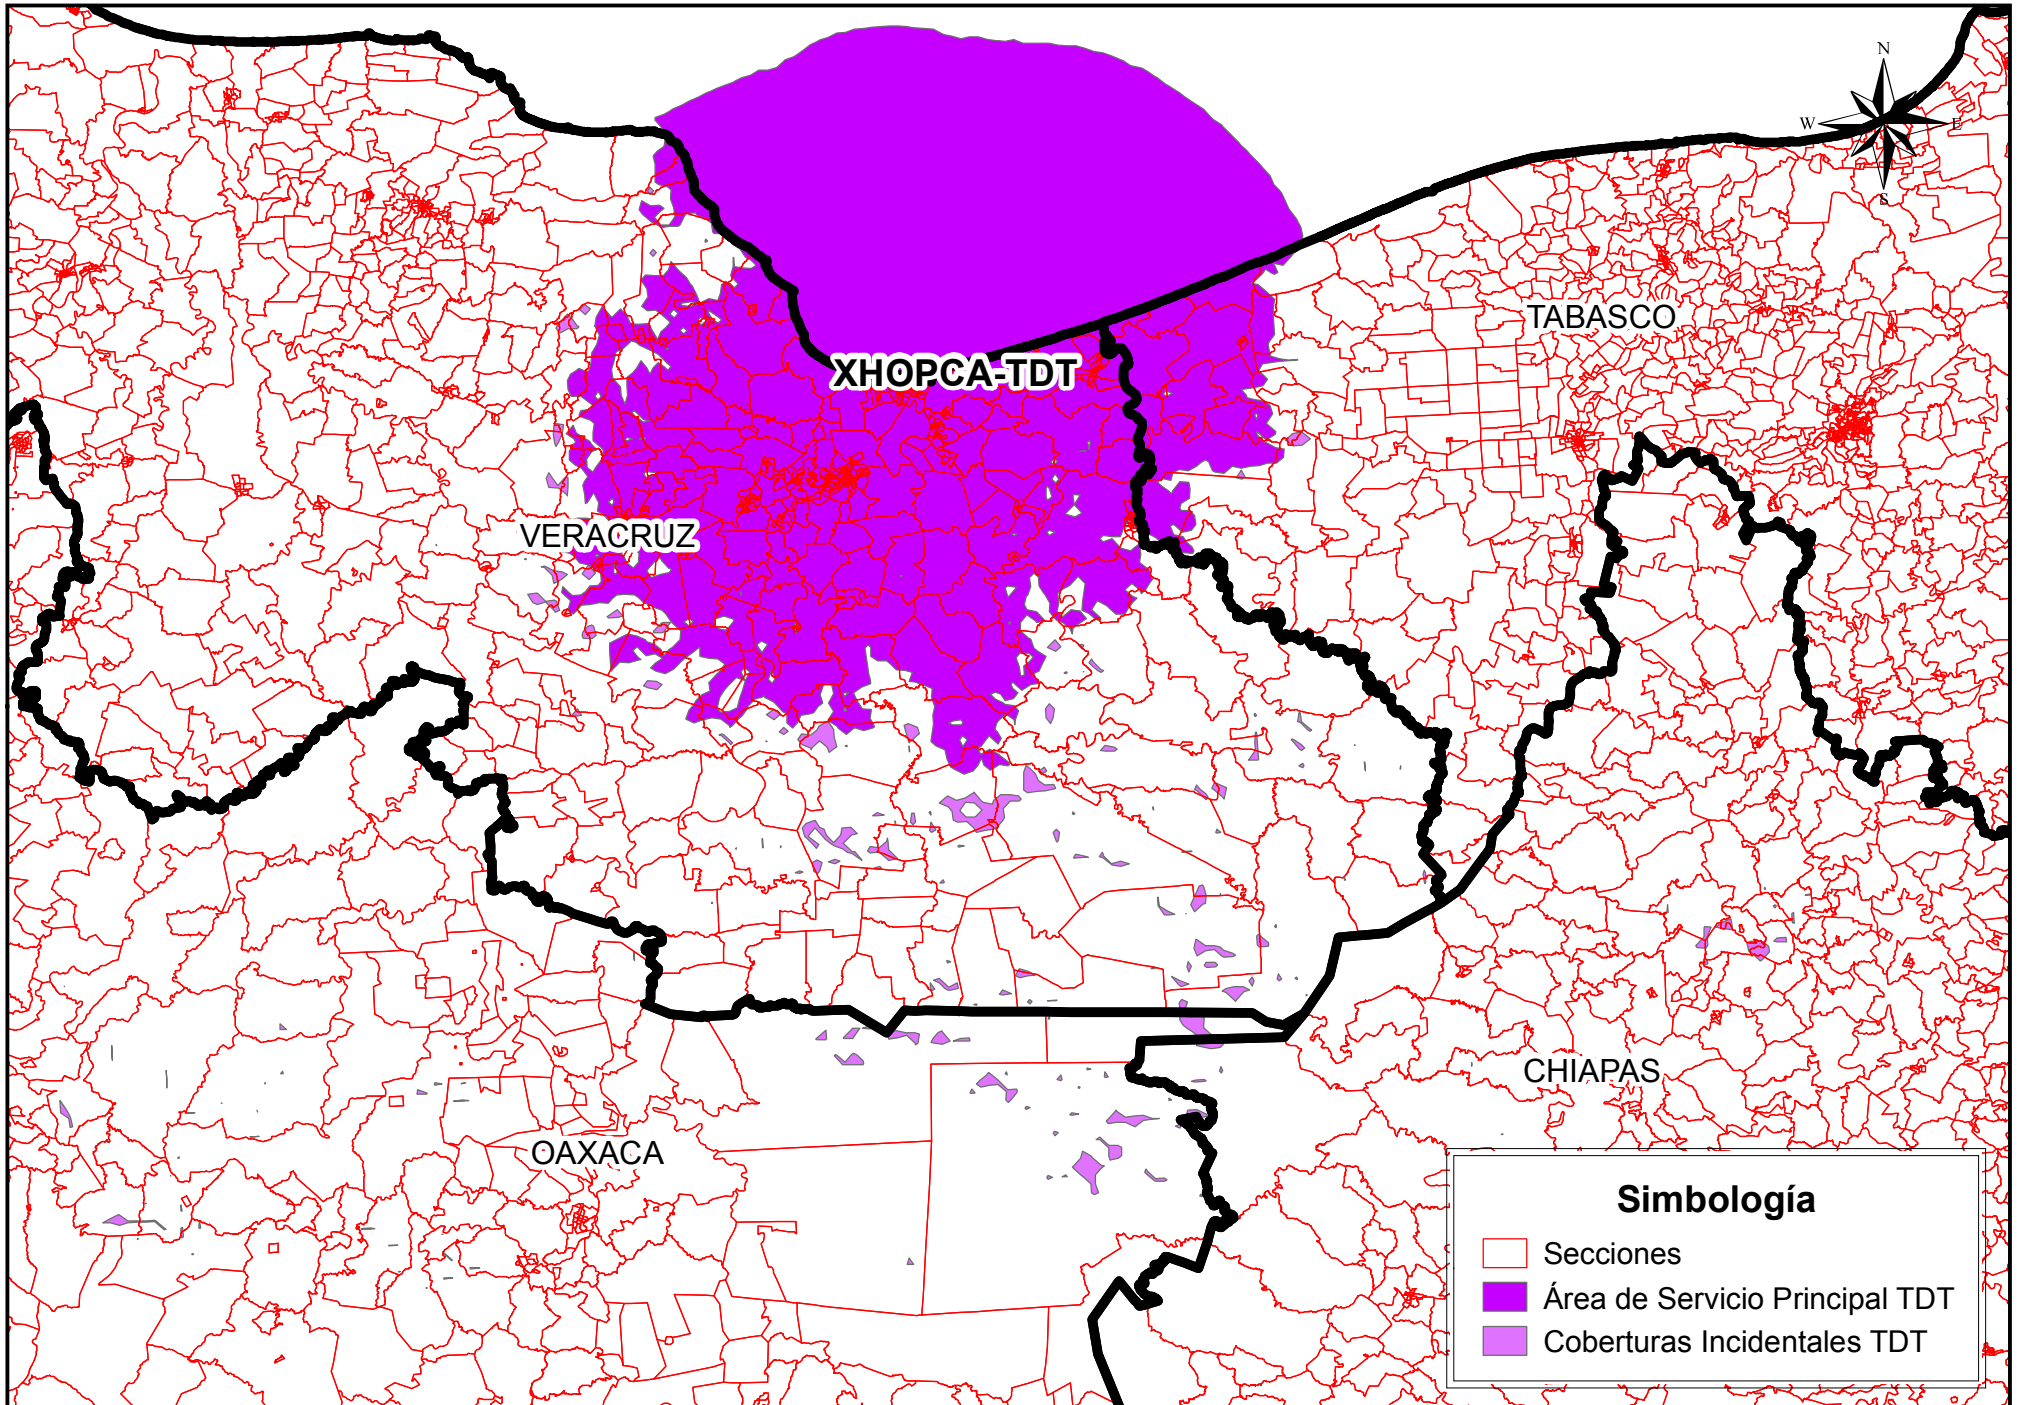 N
W E
S
TABASCO
XHOPCA-TDT
VERACRUZ
CHIAPAS
OAXACA
Simbología
Secciones
Área de Servicio Principal TDT
Coberturas Incidentales TDT